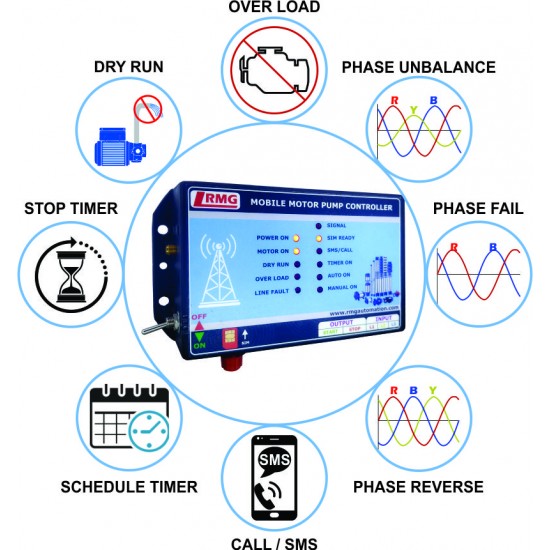 OVER LOAD
DRY RUN
PHASE UNBALANCE
R Y B
STOP TIMER
PHASE FAIL
R B
RMG
MOBILE MOTOR PUMP CONTROLLER
SIGNAL
POWER ON
SIM READY
MOTOR ON
SMS/CALL
DRY RUN
TIMER ON
OVER LOAD
AUTO ON
LINE FAULT
MANUAL ON
www.rmgautomation.com
OFF
ON
SIM
OUTPUT
INPUT
START
STOP
R B Y
SCHEDULE TIMER
PHASE REVERSE
SMS
CALL / SMS